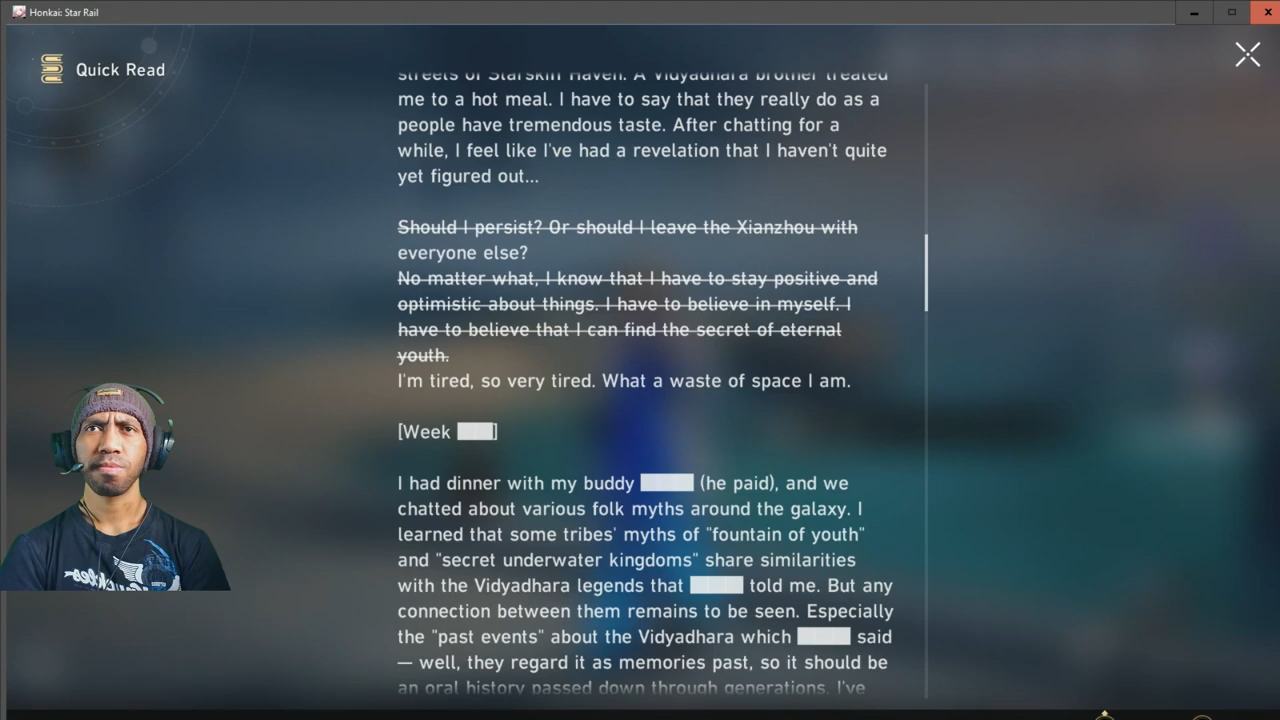 Honkai: Star Rail
Quick Read
streets of Starskiff Haven. A Vidyadhara brother treated
me to a hot meal. I have to say that they really do as a
people have tremendous taste. After chatting for a
while, I feel like I've had a revelation that I haven't quite
yet figured out...
Should I persist? Or should I leave the Xianzhou with
everyone else?
No matter what, I know that I have to stay positive and
optimistic about things. I have to believe in myself. I
have to believe that I can find the secret of eternal
youth.
I'm tired, so very tired. What a waste of space I am.
[Week ███]
I had dinner with my buddy ███ (he paid), and we
chatted about various folk myths around the galaxy. I
learned that some tribes' myths of "fountain of youth"
and "secret underwater kingdoms" share similarities
with the Vidyadhara legends that ███ told me. But any
connection between them remains to be seen. Especially
the "past events" about the Vidyadhara which ███ said
— well, they regard it as memories past, so it should be
an oral history passed down through generations. I've